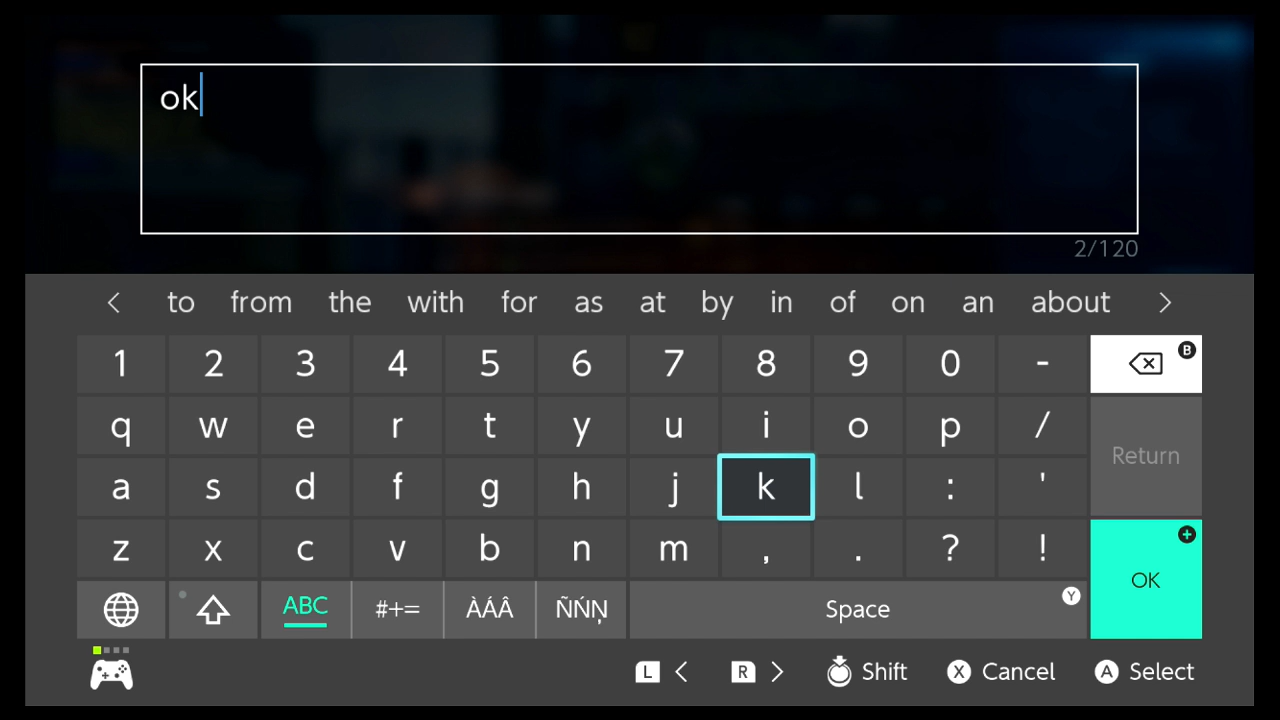 ok
2/120
< to from the with for as at by in of on an about >
1 2 3 4 5 6 7 8 9 0 - B
q w e r t y u i o p /
a s d f g h j k l : ' Return
z x c v b n m , . ? ! +
OK
ABC #+= ÀÁÂ ÑŃŅ Space Y
L < R > Shift X Cancel A Select